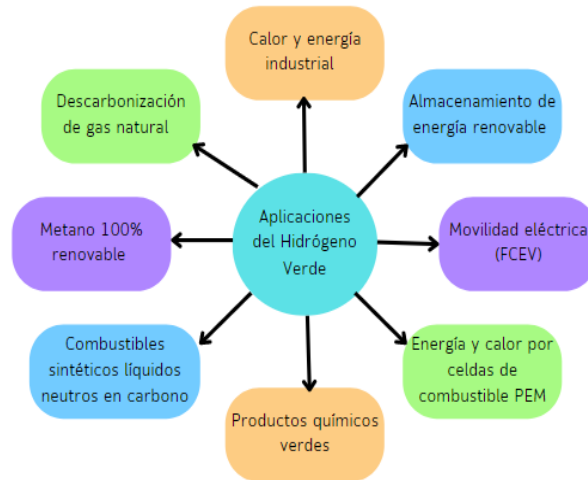 Calor y energía
industrial
Descarbonización
de gas natural
Almacenamiento de
energía renovable
Aplicaciones
del Hidrógeno
Verde
Metano 100%
renovable
Movilidad eléctrica
(FCEV)
Combustibles
sintéticos líquidos
neutros en carbono
Energía y calor por
celdas de
combustible PEM
Productos químicos
verdes